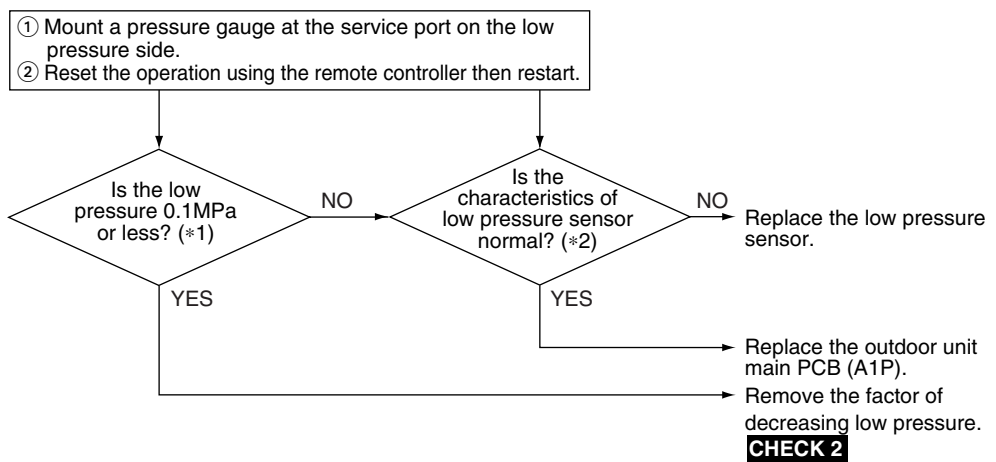 ① Mount a pressure gauge at the service port on the low
pressure side.
② Reset the operation using the remote controller then restart.
Is the low
pressure 0.1MPa
or less? (*1)
NO
YES
Is the
characteristics of
low pressure sensor
normal? (*2)
NO
Replace the low pressure
sensor.
YES
Replace the outdoor unit
main PCB (A1P).
Remove the factor of
decreasing low pressure.
CHECK 2